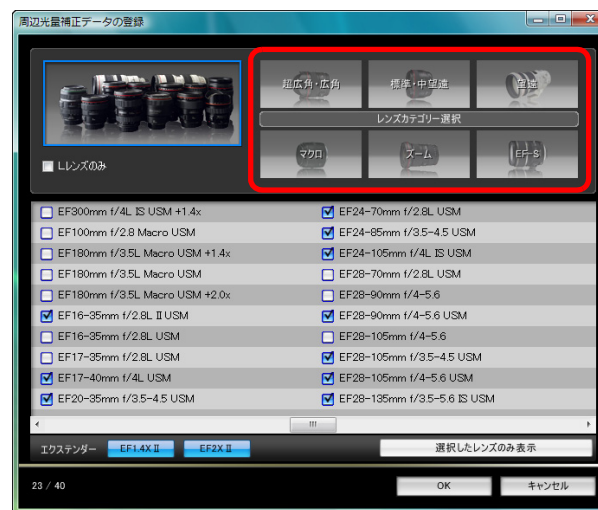 周辺光量補正データの登録
超広角・広角 標準・中望遠 望遠
レンズカテゴリー選択
マクロ ズーム EF-S
Lレンズのみ
EF300mm f/4L IS USM +1.4x
EF100mm f/2.8 Macro USM
EF180mm f/3.5L Macro USM +1.4x
EF180mm f/3.5L Macro USM
EF180mm f/3.5L Macro USM +2.0x
EF16-35mm f/2.8L II USM
EF16-35mm f/2.8L USM
EF17-35mm f/2.8L USM
EF17-40mm f/4L USM
EF20-35mm f/3.5-4.5 USM
EF24-70mm f/2.8L USM
EF24-85mm f/3.5-4.5 USM
EF24-105mm f/4L IS USM
EF28-70mm f/2.8L USM
EF28-90mm f/4-5.6
EF28-90mm f/4-5.6 USM
EF28-105mm f/4-5.6
EF28-105mm f/3.5-4.5 USM
EF28-105mm f/4-5.6 USM
EF28-135mm f/3.5-5.6 IS USM
エクステンダー EF1.4X II EF2X II 選択したレンズのみ表示
23 / 40 OK キャンセル